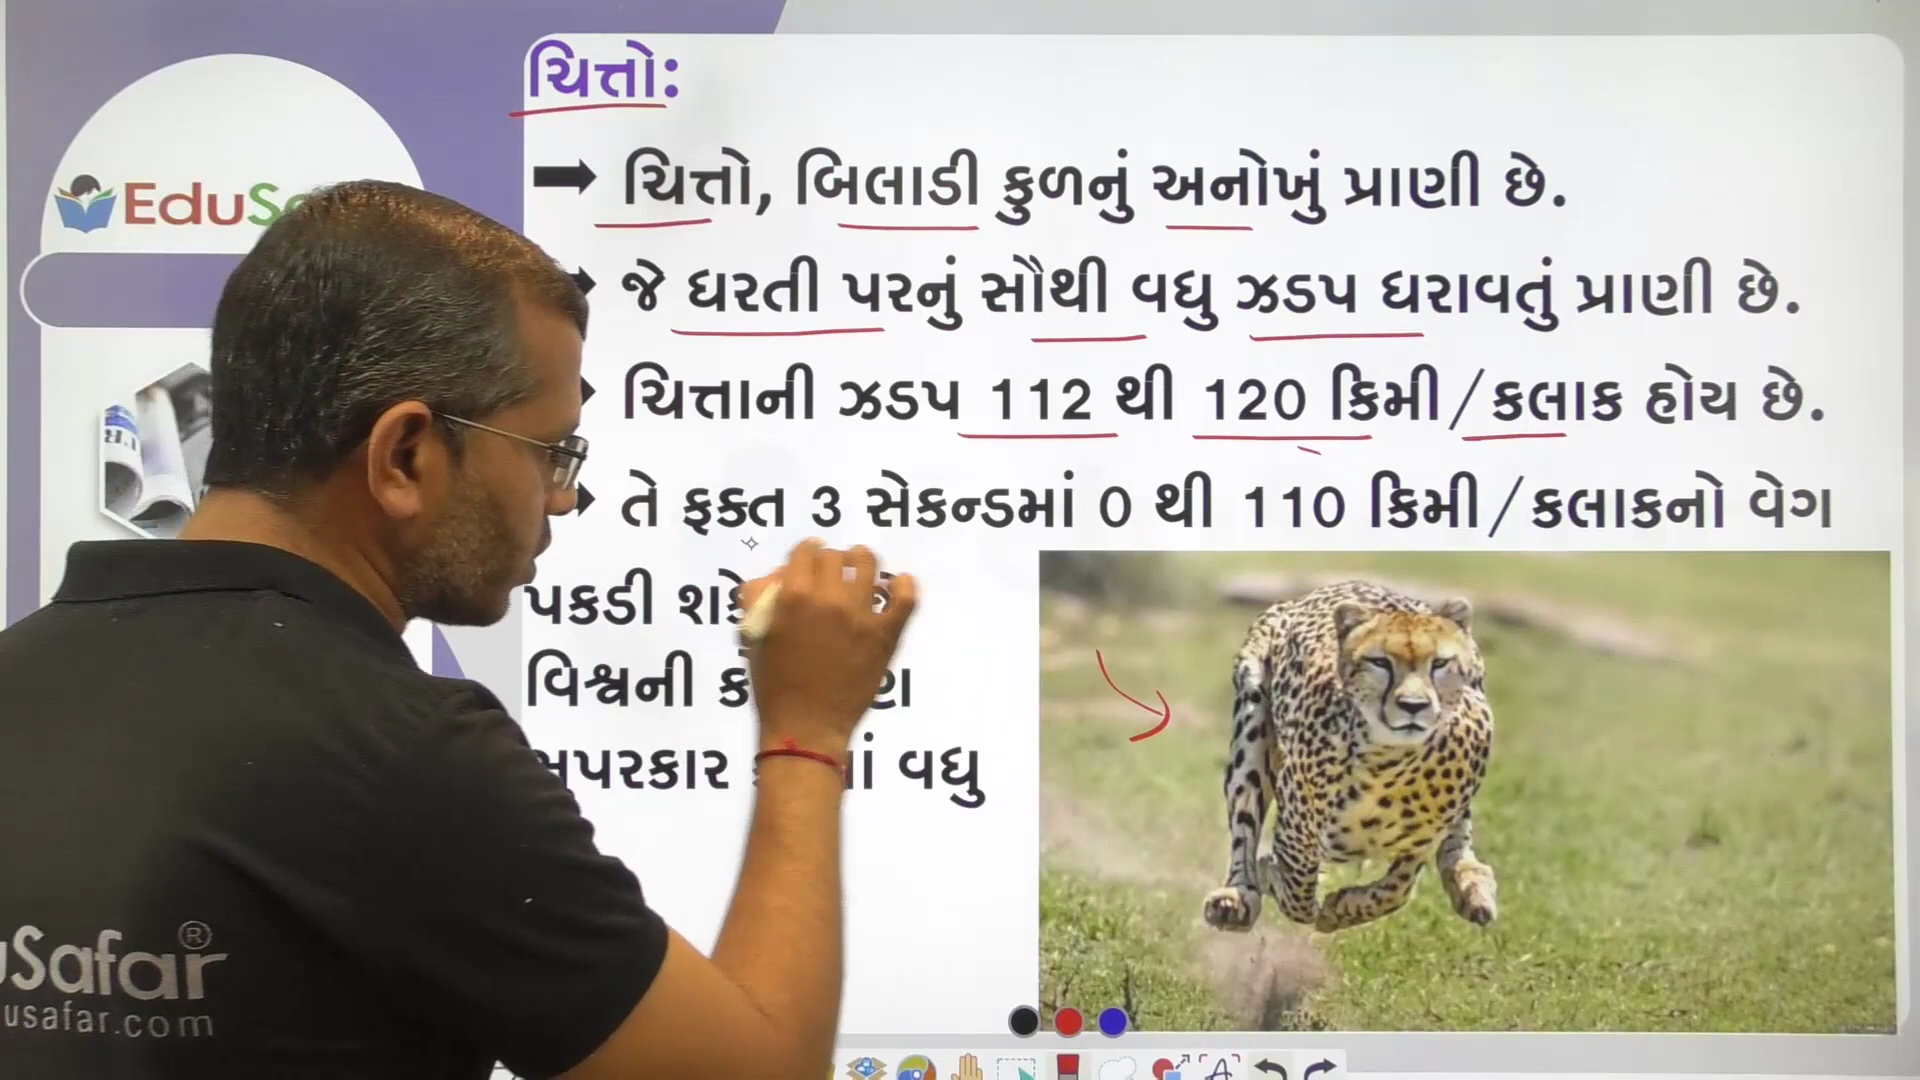 ચિત્તો:
➡ ચિત્તો, બિલાડી કુળનું અનોખું પ્રાણી છે.
જે ધરતી પરનું સૌથી વધુ ઝડપ ધરાવતું પ્રાણી છે.
ચિત્તાની ઝડપ 112 થી 120 કિમી/કલાક હોય છે.
તે ફક્ત 3 સેકન્ડમાં 0 થી 110 કિમી/કલાકનો વેગ
પકડી
વિશ્વની
વધુ
Edu
Safar®
usafar.com